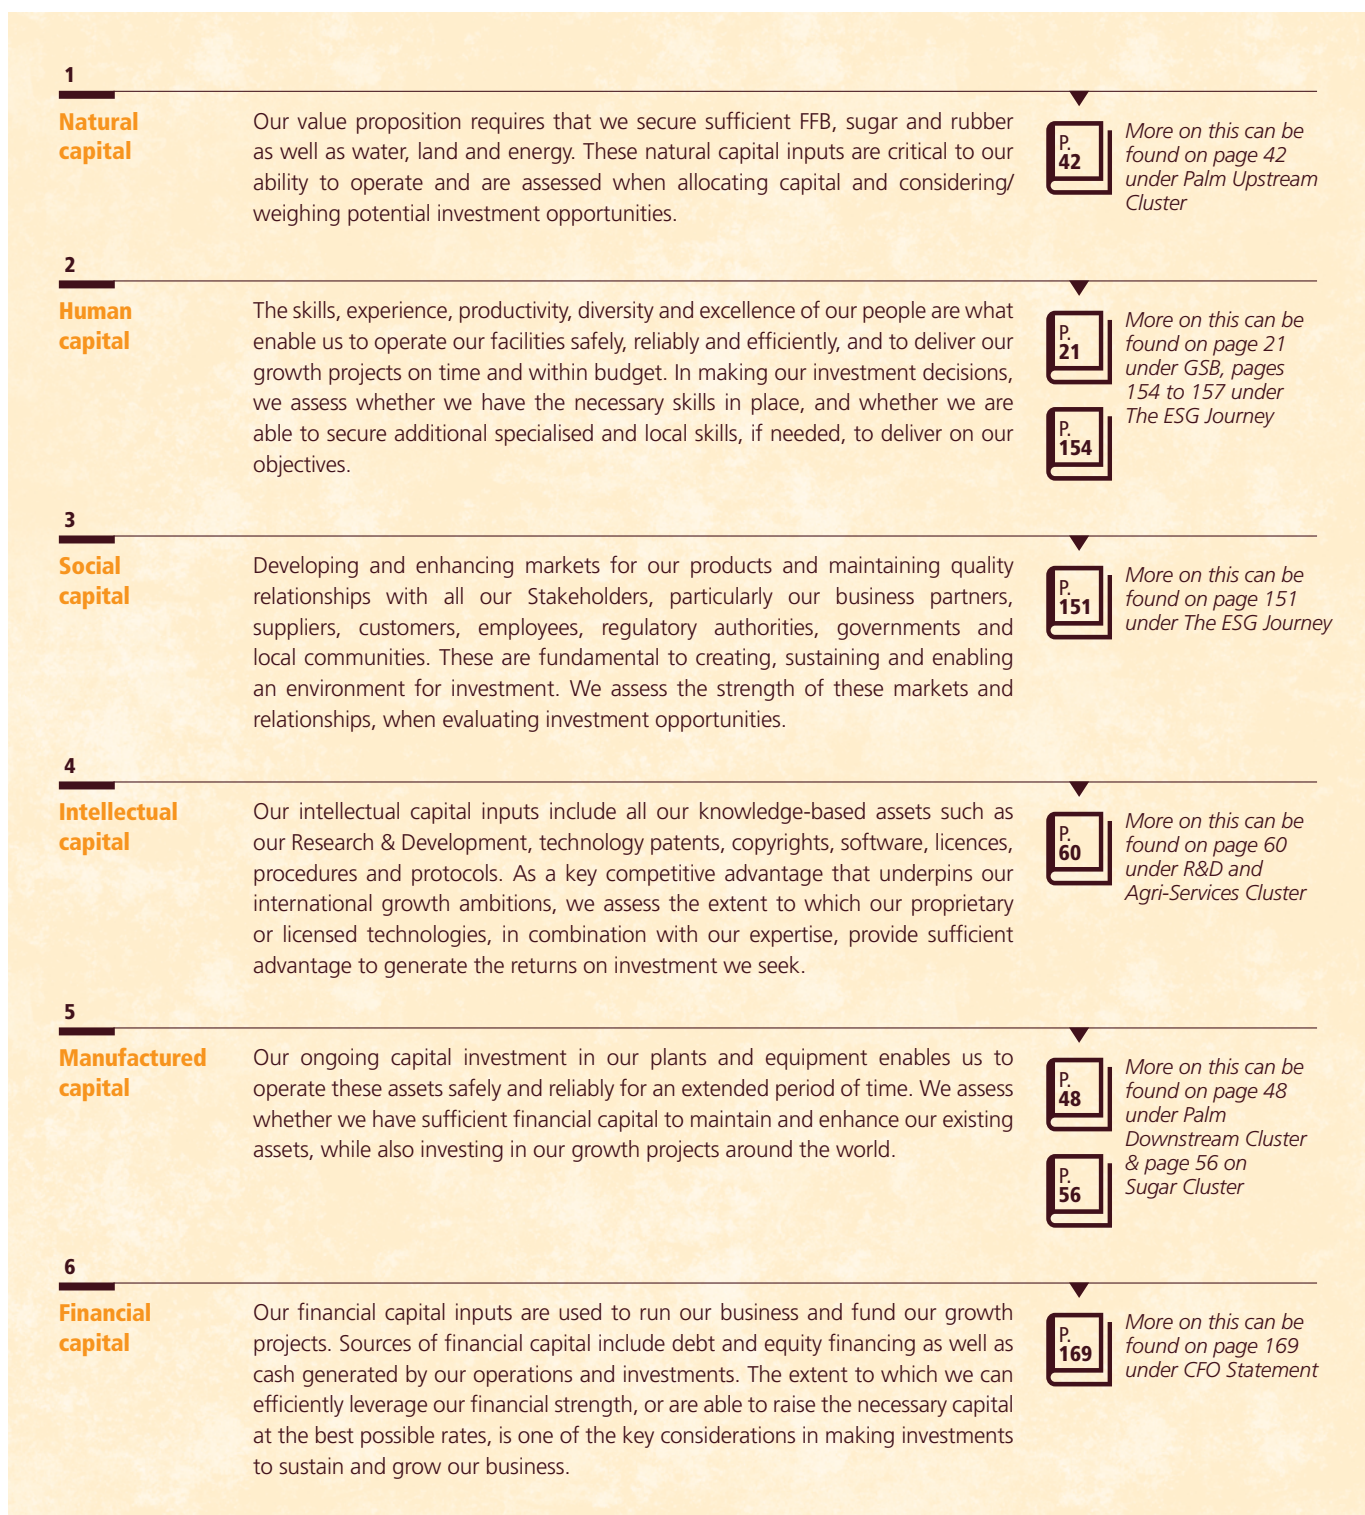 1
Natural
capital
Our value proposition requires that we secure sufficient FFB, sugar and rubber
as well as water, land and energy. These natural capital inputs are critical to our
ability to operate and are assessed when allocating capital and considering/
weighing potential investment opportunities.
P.
42
More on this can be
found on page 42
under Palm Upstream
Cluster
2
Human
capital
The skills, experience, productivity, diversity and excellence of our people are what
enable us to operate our facilities safely, reliably and efficiently, and to deliver our
growth projects on time and within budget. In making our investment decisions,
we assess whether we have the necessary skills in place, and whether we are
able to secure additional specialised and local skills, if needed, to deliver on our
objectives.
P.
21
P.
154
More on this can be
found on page 21
under GSB, pages
154 to 157 under
The ESG Journey
3
Social
capital
Developing and enhancing markets for our products and maintaining quality
relationships with all our Stakeholders, particularly our business partners,
suppliers, customers, employees, regulatory authorities, governments and
local communities. These are fundamental to creating, sustaining and enabling
an environment for investment. We assess the strength of these markets and
relationships, when evaluating investment opportunities.
P.
151
More on this can be
found on page 151
under The ESG Journey
4
Intellectual
capital
Our intellectual capital inputs include all our knowledge-based assets such as
our Research & Development, technology patents, copyrights, software, licences,
procedures and protocols. As a key competitive advantage that underpins our
international growth ambitions, we assess the extent to which our proprietary
or licensed technologies, in combination with our expertise, provide sufficient
advantage to generate the returns on investment we seek.
P.
60
More on this can be
found on page 60
under R&D and
Agri-Services Cluster
5
Manufactured
capital
Our ongoing capital investment in our plants and equipment enables us to
operate these assets safely and reliably for an extended period of time. We assess
whether we have sufficient financial capital to maintain and enhance our existing
assets, while also investing in our growth projects around the world.
P.
48
P.
56
More on this can be
found on page 48
under Palm
Downstream Cluster
& page 56 on
Sugar Cluster
6
Financial
capital
Our financial capital inputs are used to run our business and fund our growth
projects. Sources of financial capital include debt and equity financing as well as
cash generated by our operations and investments. The extent to which we can
efficiently leverage our financial strength, or are able to raise the necessary capital
at the best possible rates, is one of the key considerations in making investments
to sustain and grow our business.
P.
169
More on this can be
found on page 169
under CFO Statement